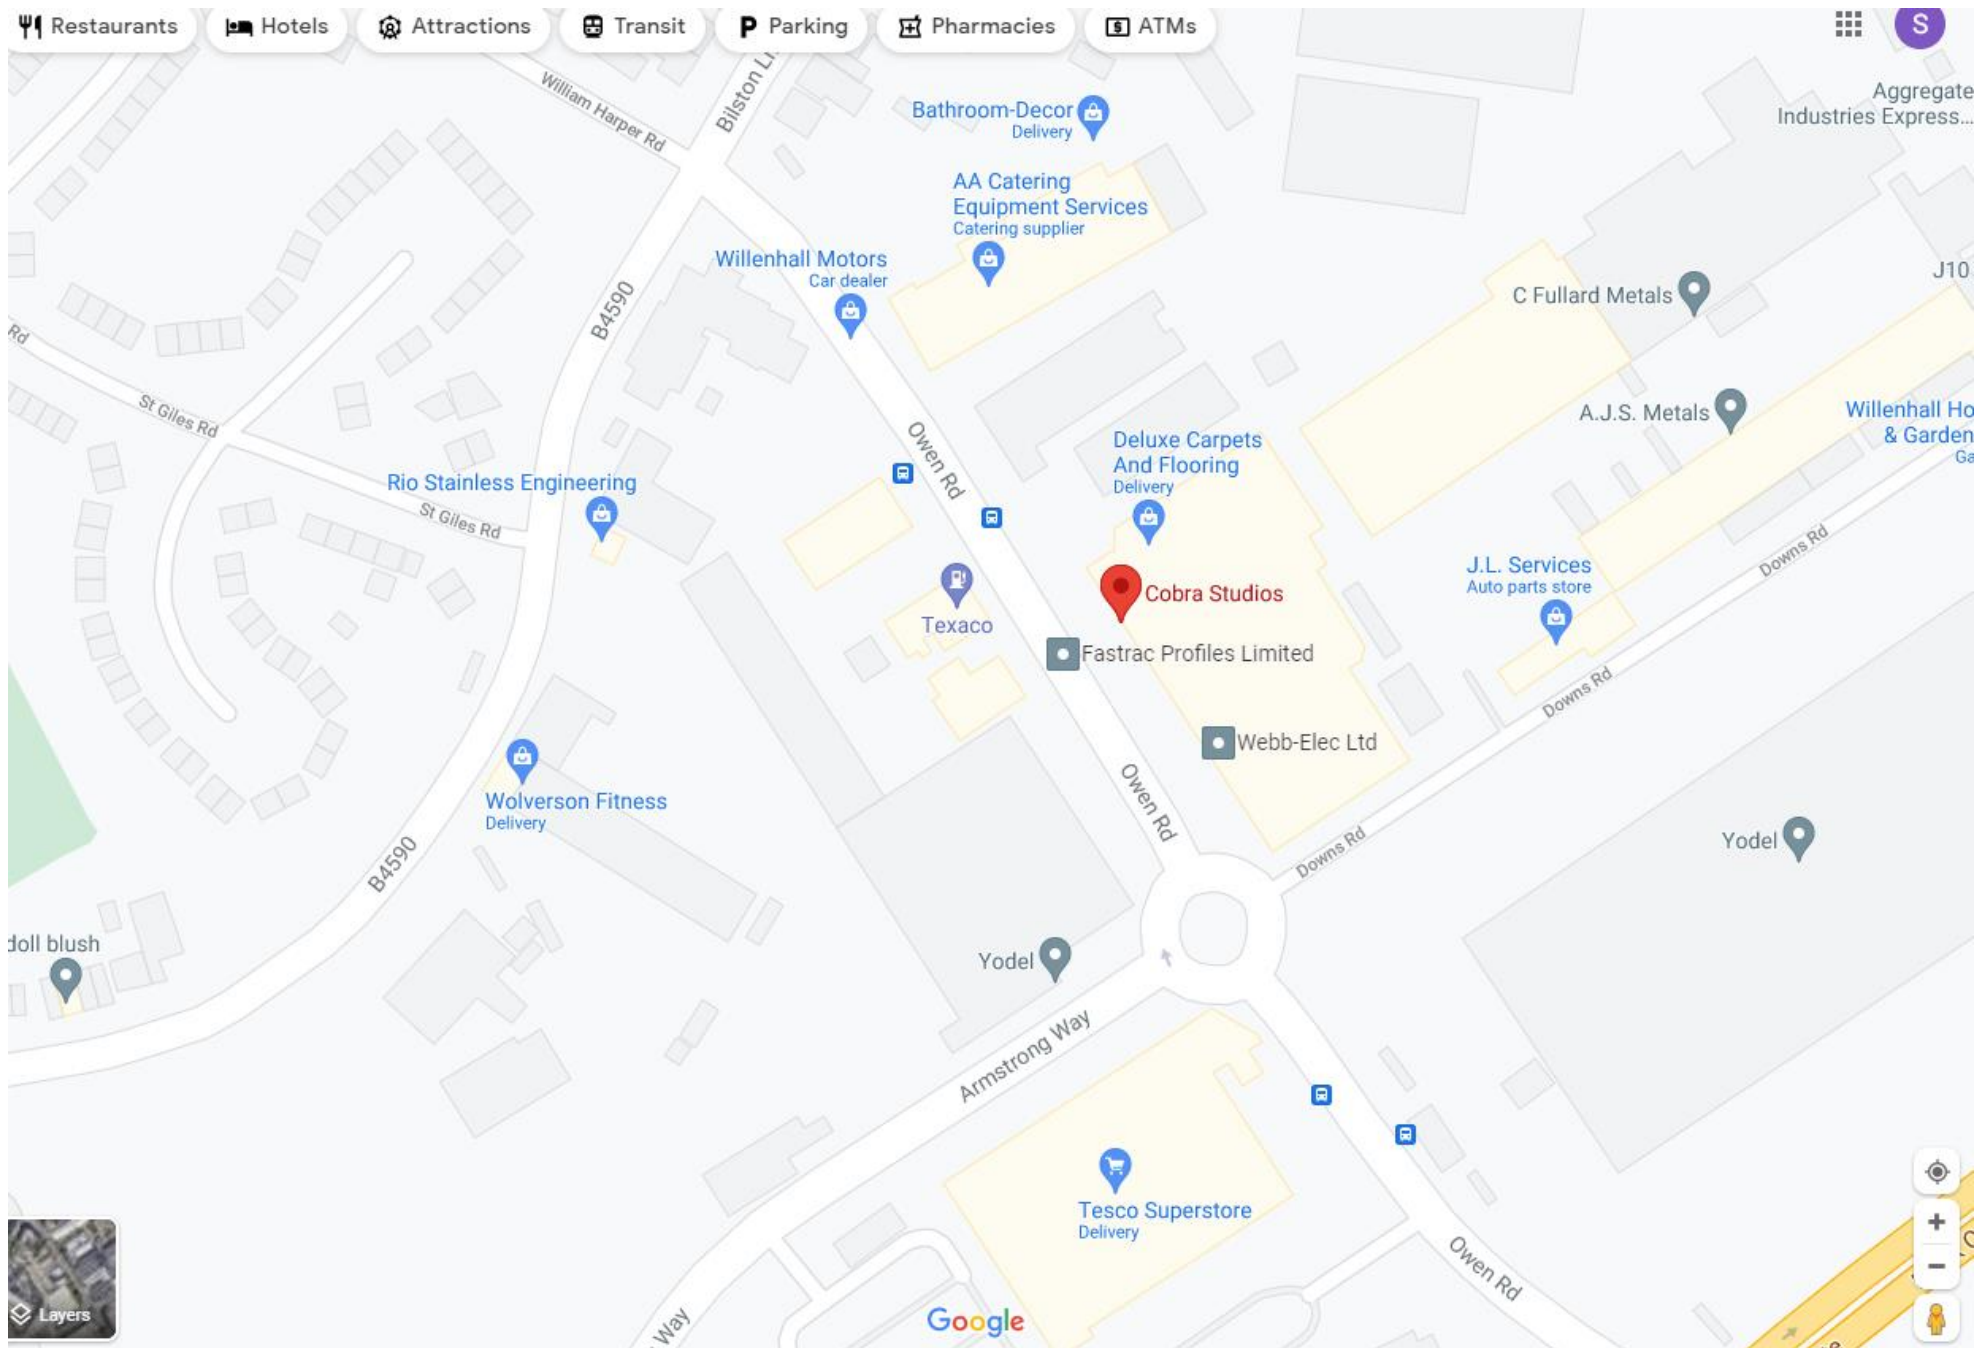 Restaurants
Hotels
Attractions
Transit
Parking
Pharmacies
ATMs
S
William Harper Rd
Bathroom-Decor
Delivery
Aggregate
Industries Express...
AA Catering
Equipment Services
Catering supplier
Willenhall Motors
Car dealer
B4590
J10
C Fullard Metals
Rd
St Giles Rd
A.J.S. Metals
Willenhall Ho
& Garden
Ga
Owen Rd
Deluxe Carpets
And Flooring
Delivery
Rio Stainless Engineering
St Giles Rd
Downs Rd
J.L. Services
Auto parts store
Cobra Studios
Texaco
Fastrac Profiles Limited
Downs Rd
Webb-Elec Ltd
Owen Rd
Wolverson Fitness
Delivery
Downs Rd
Yodel
B4590
doll blush
Yodel
Armstrong Way
Tesco Superstore
Delivery
Owen Rd
Layers
Way
Google